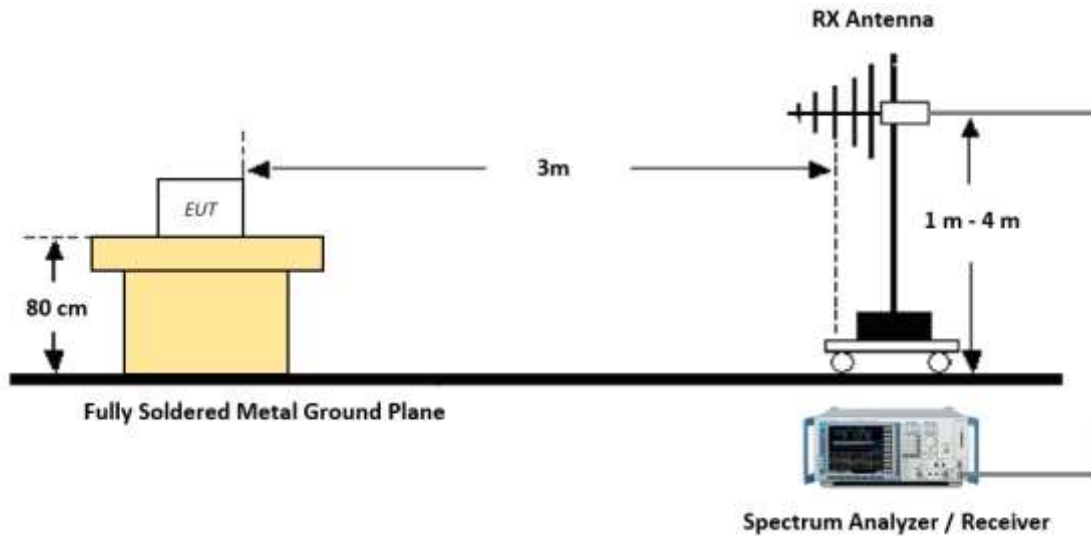 RX Antenna
3m
EUT
1 m - 4 m
80 cm
Fully Soldered Metal Ground Plane
Spectrum Analyzer / Receiver